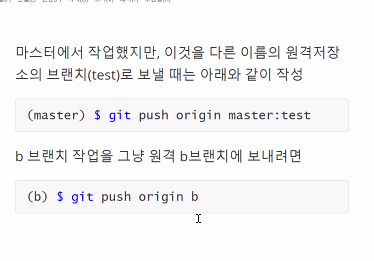 마스터에서 작업했지만, 이것을 다른 이름의 원격저장
소의 브랜치(test)로 보낼 때는 아래와 같이 작성
(master) $ git push origin master:test
b 브랜치 작업을 그냥 원격 b브랜치에 보내려면
(b) $ git push origin b